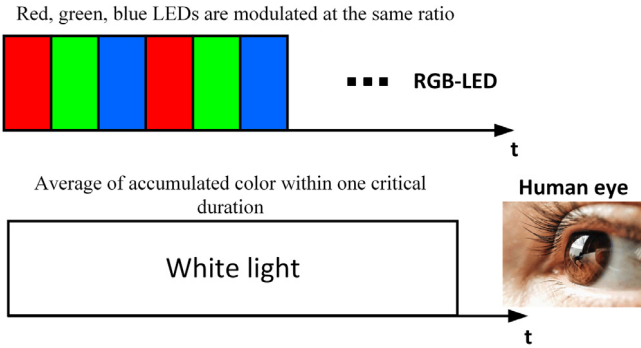 Red, green, blue LEDs are modulated at the same ratio
... RGB-LED
t
Average of accumulated color within one critical
duration
Human eye
White light
t